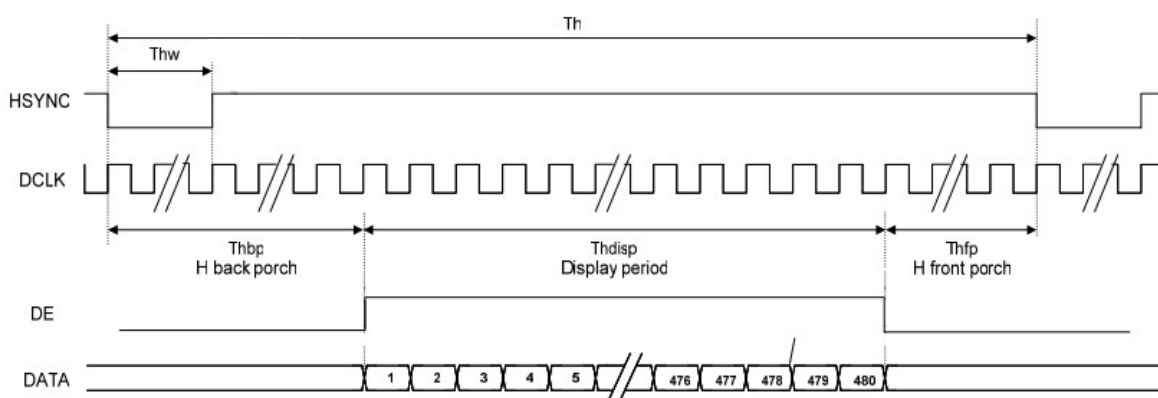 Th
Thw
HSYNC
DCLK
Thbp
H back porch
Thdisp
Display period
Thfp
H front porch
DE
DATA
1 2 3 4 5 476 477 478 479 480